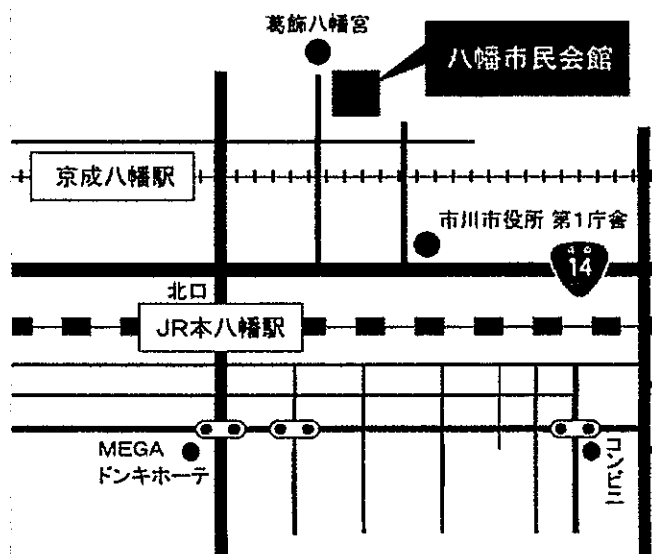 葛飾八幡宮
八幡市民会館
京成八幡駅
市川市役所 第1庁舎
14
北口
JR本八幡駅
MEGA
ドンキホーテ
コンビニ